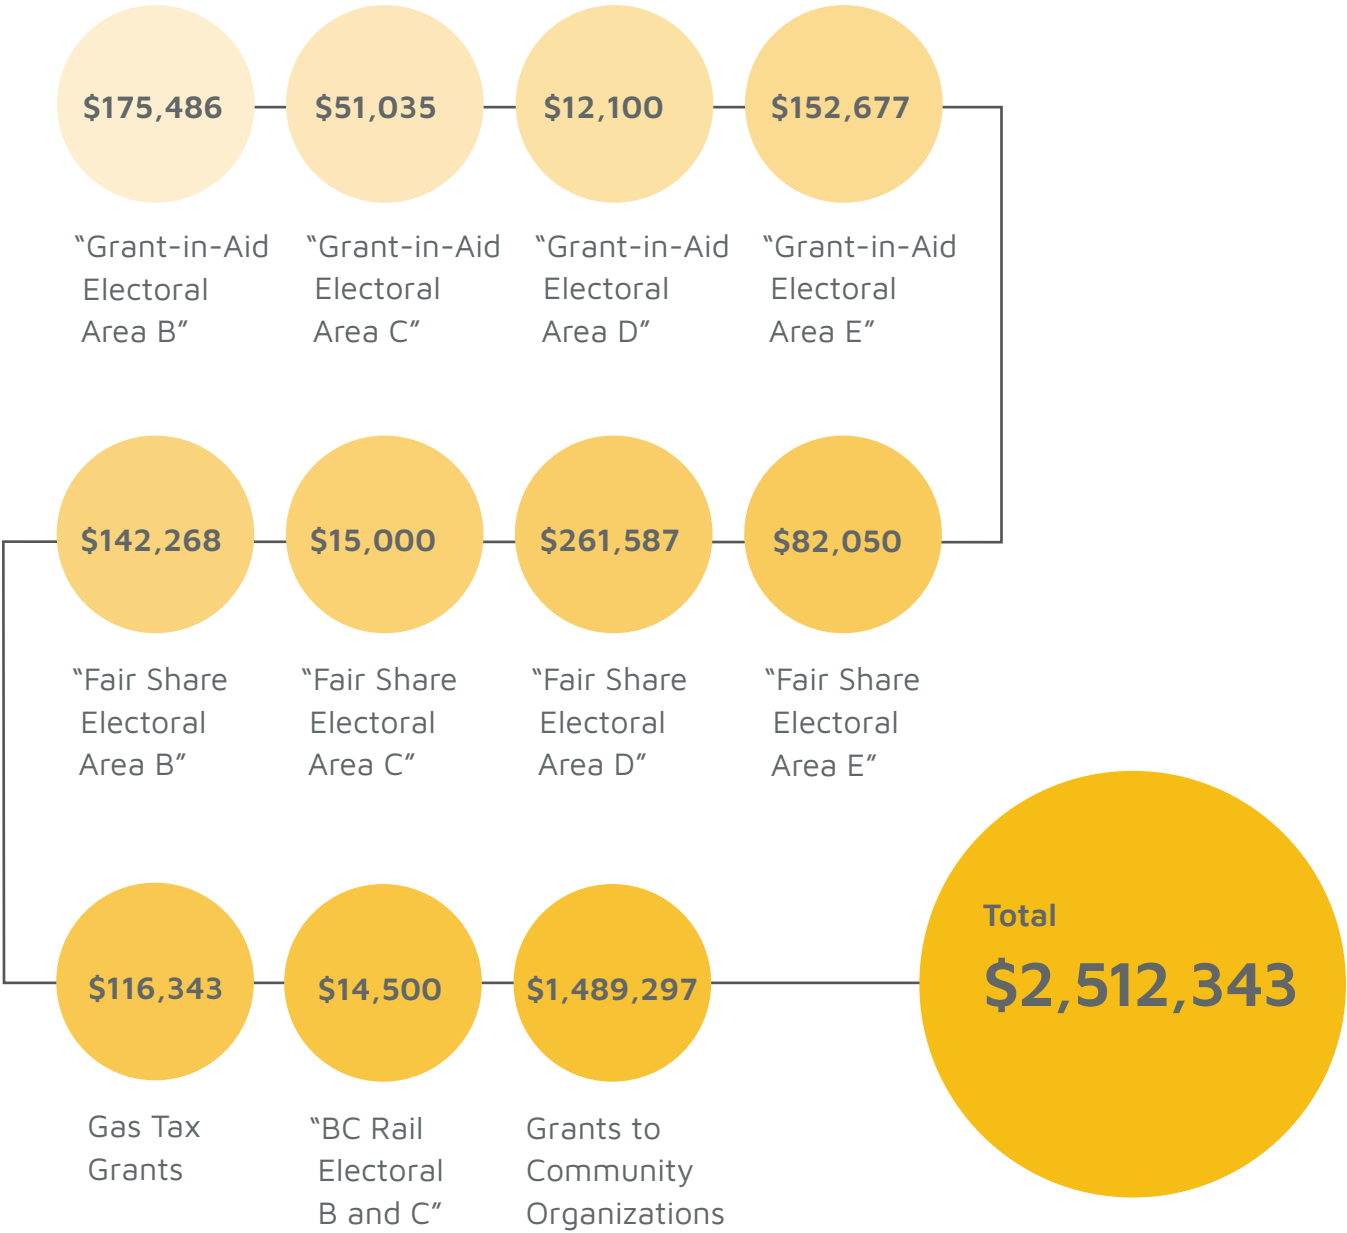 $175,486
$51,035
$12,100
$152,677
“Grant-in-Aid
Electoral
Area B”
“Grant-in-Aid
Electoral
Area C”
“Grant-in-Aid
Electoral
Area D”
“Grant-in-Aid
Electoral
Area E”
$142,268
$15,000
$261,587
$82,050
“Fair Share
Electoral
Area B”
“Fair Share
Electoral
Area C”
“Fair Share
Electoral
Area D”
“Fair Share
Electoral
Area E”
$116,343
$14,500
$1,489,297
Total
$2,512,343
Gas Tax
Grants
“BC Rail
Electoral
B and C”
Grants to
Community
Organizations